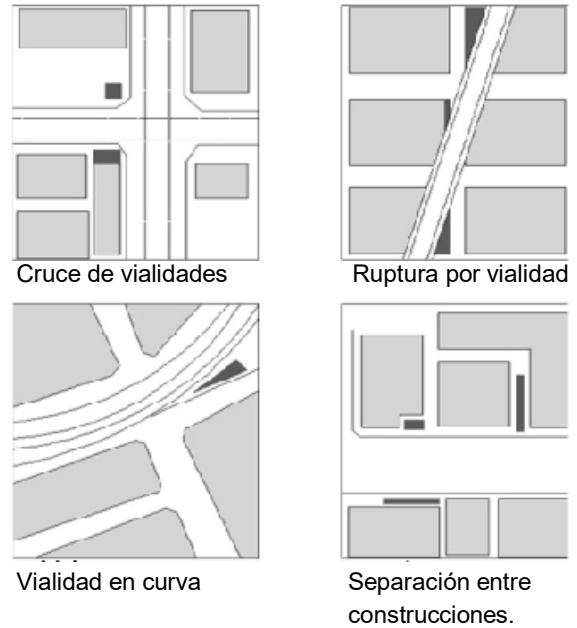 Cruce de vialidades
Ruptura por vialidad
Vialidad en curva
Separación entre
construcciones.